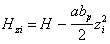 H_{zi} = H - \frac{ab_p}{2} z_i^2